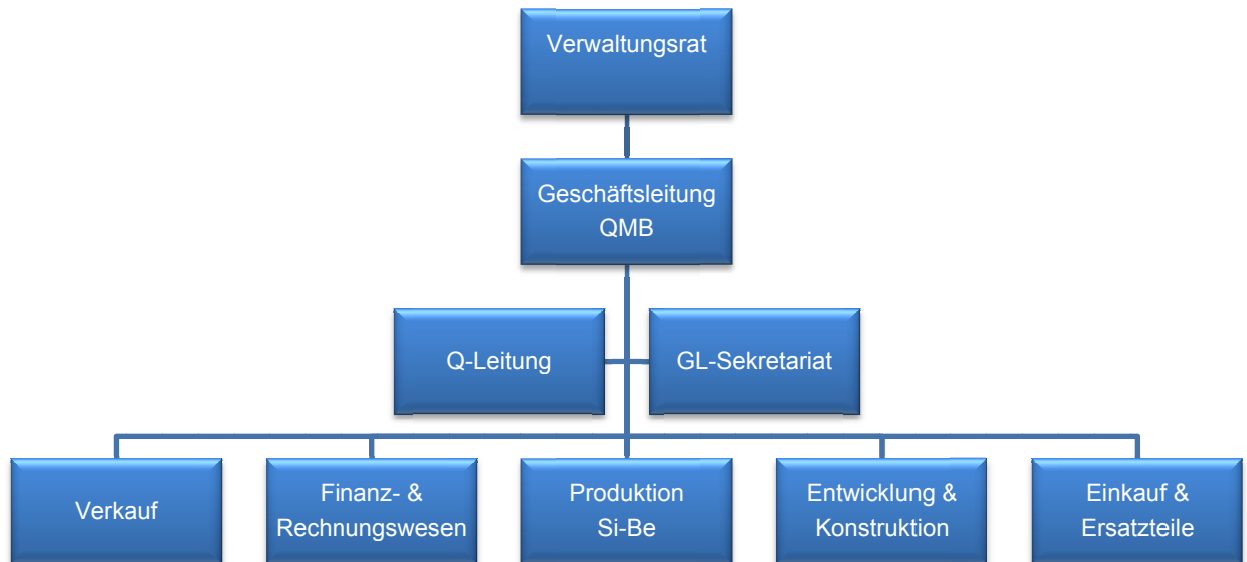 Verwaltungsrat
Geschäftsleitung
QMB
Q-Leitung
GL-Sekretariat
Verkauf
Finanz- &
Rechnungswesen
Produktion
Si-Be
Entwicklung &
Konstruktion
Einkauf &
Ersatzteile